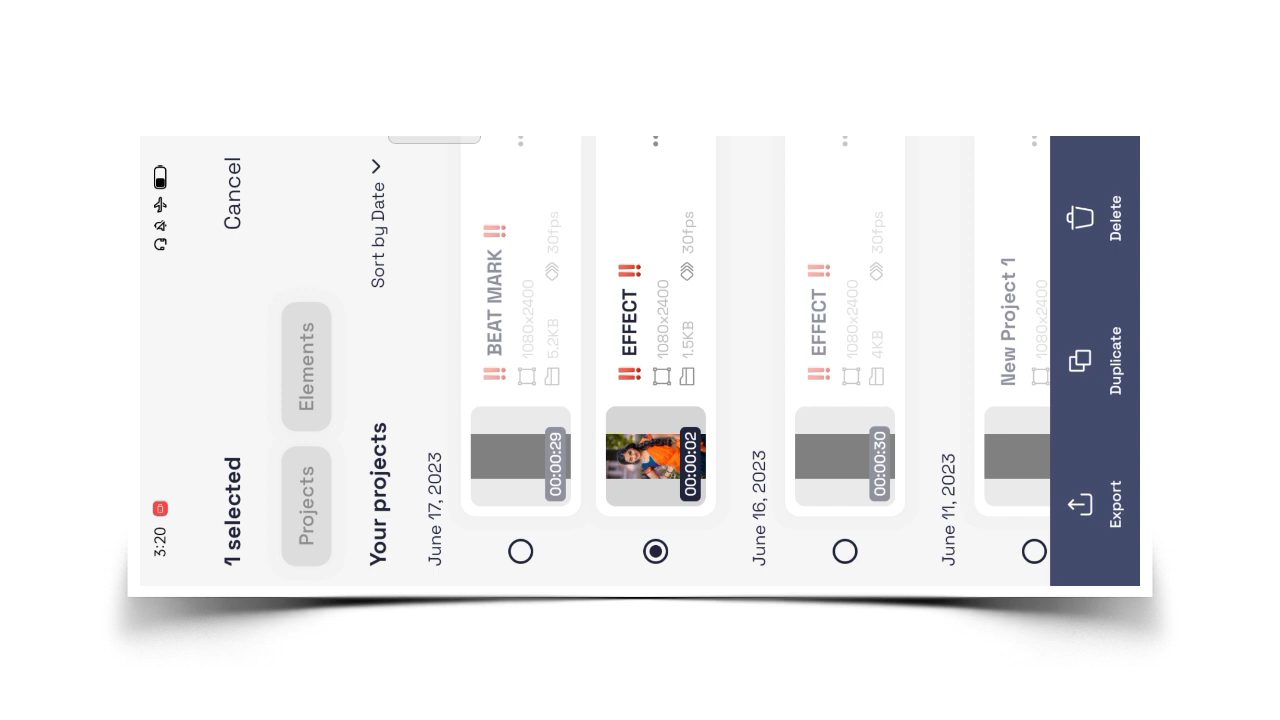 3:20
1 selected
Cancel
Projects
Elements
Your projects
Sort by Date
June 17, 2023
‼ BEAT MARK ‼
1080x2400
5.2KB
30fps
00:00:29
‼ EFFECT ‼
1080x2400
1.5KB
30fps
00:00:02
June 16, 2023
‼ EFFECT ‼
1080x2400
4KB
30fps
00:00:30
June 11, 2023
New Project 1
1080x2400
Export
Duplicate
Delete